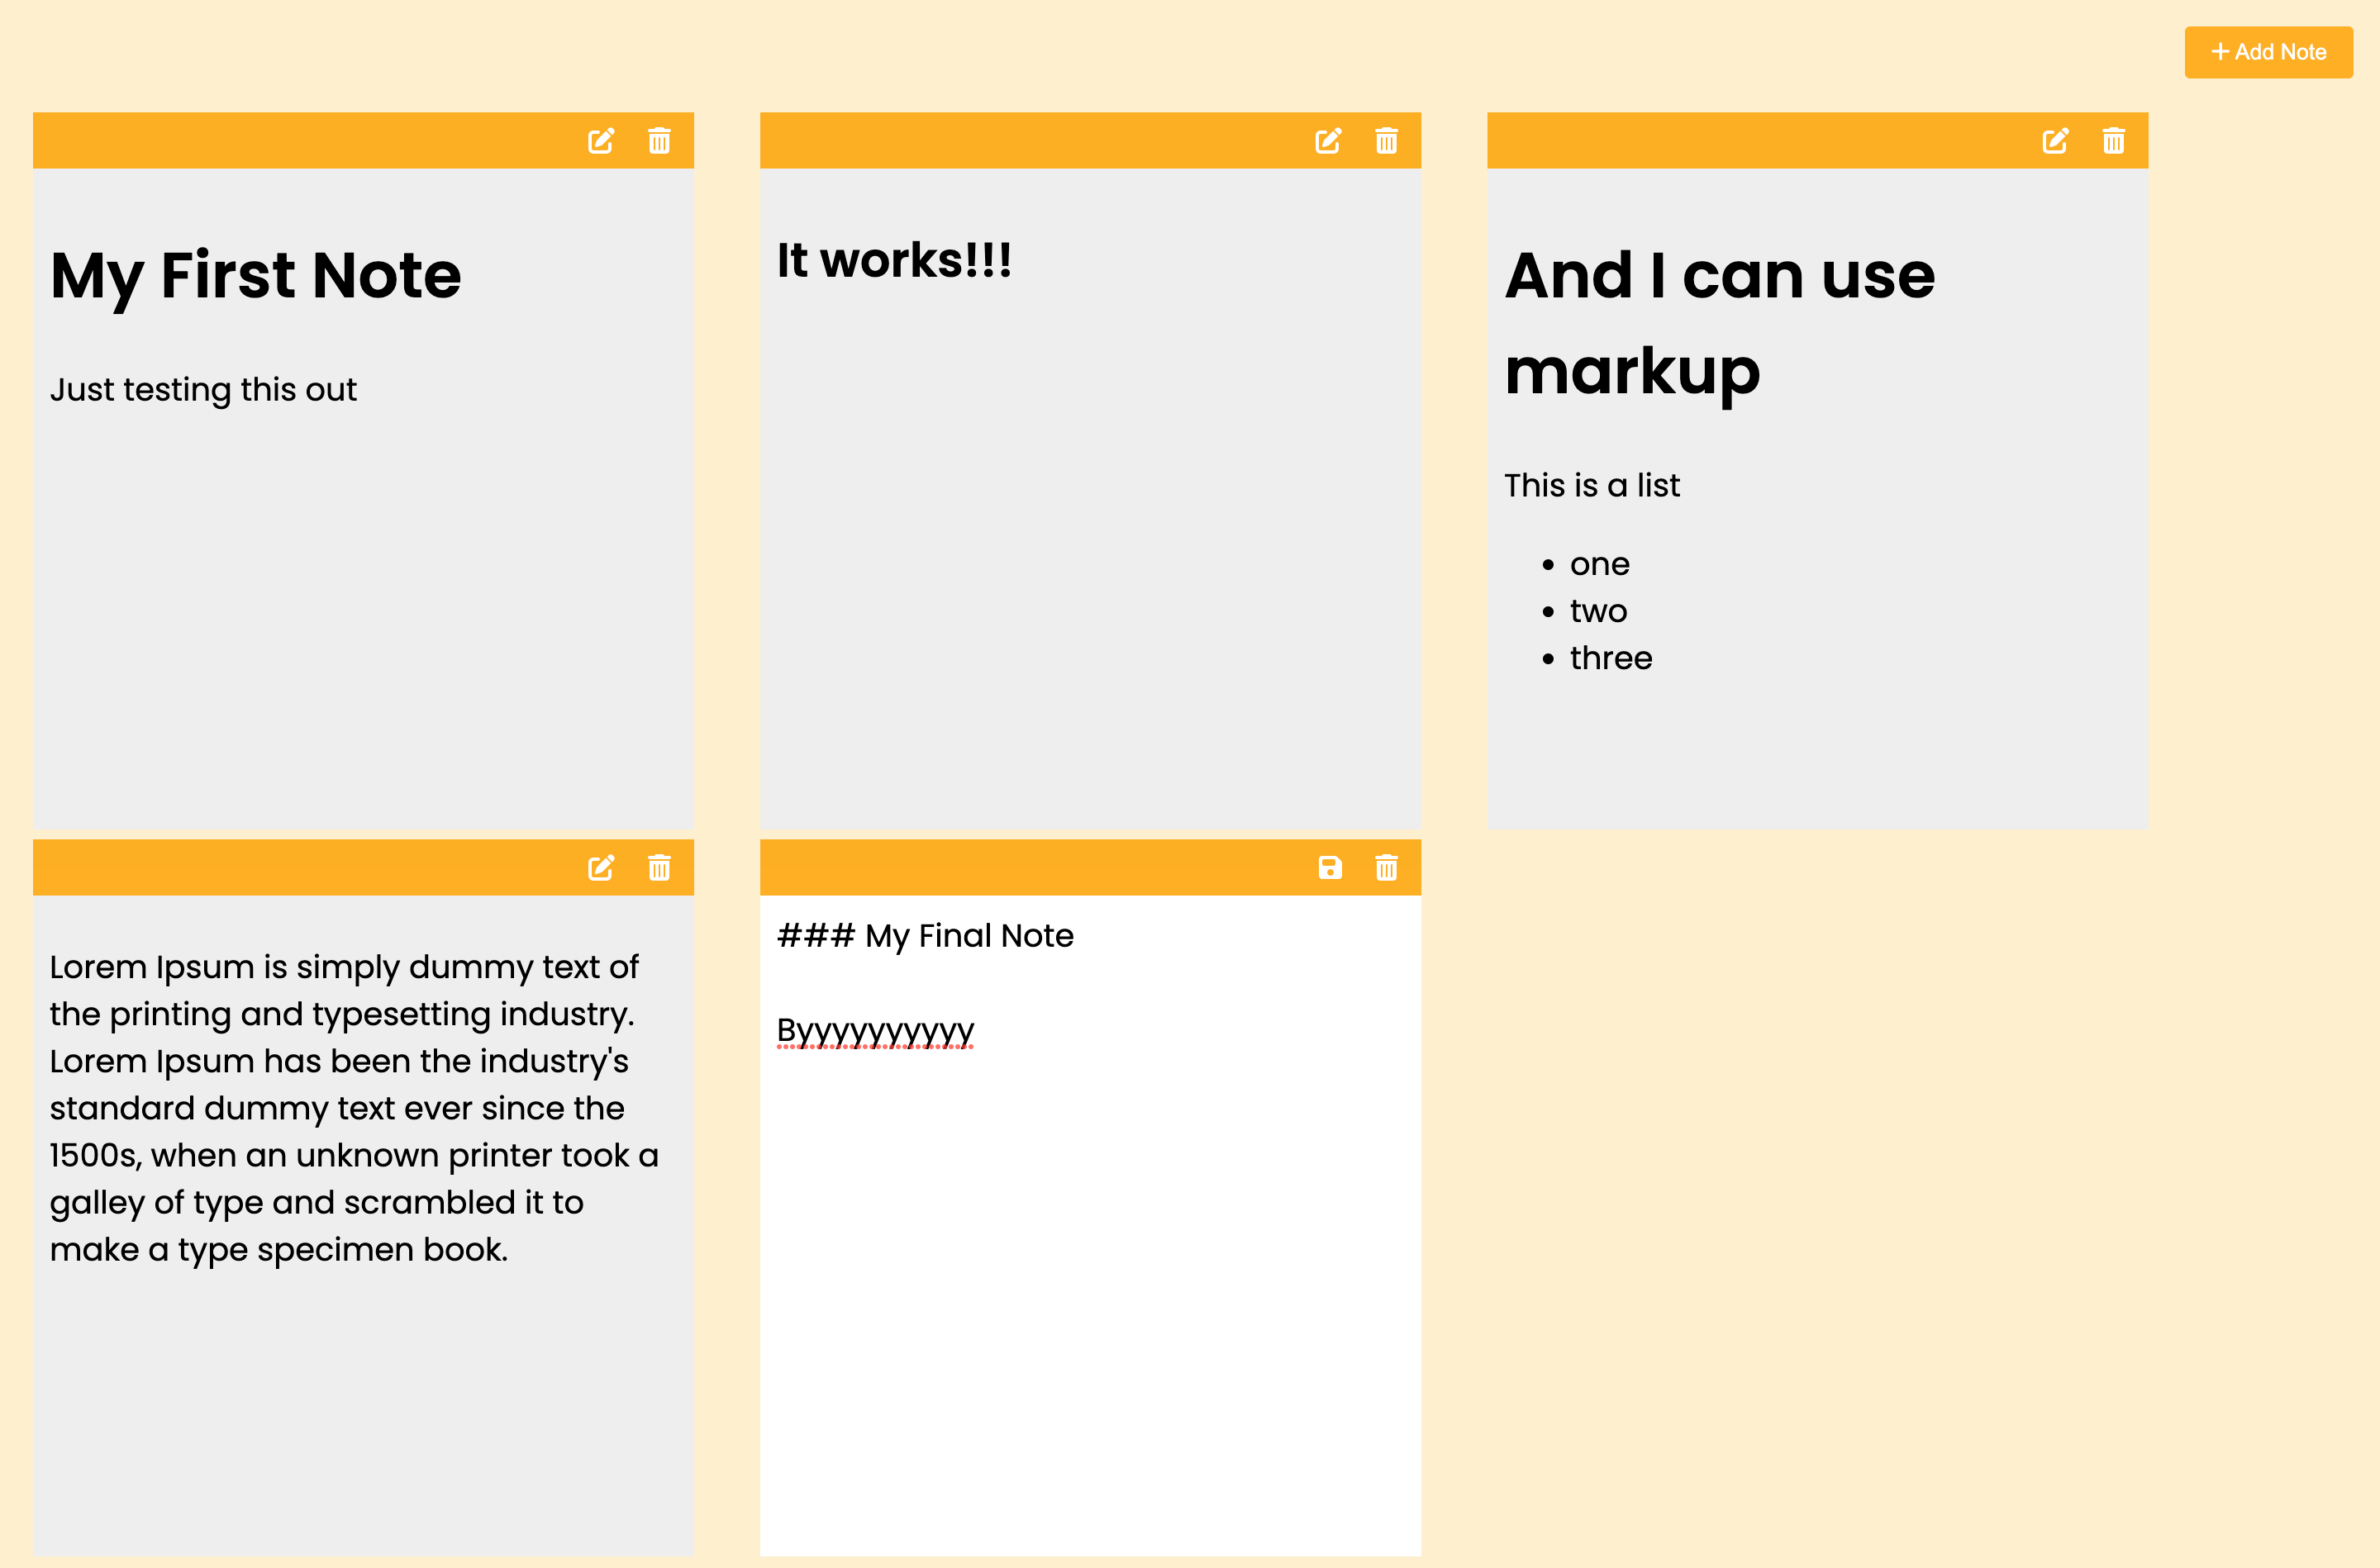 Add Note
My First Note
Just testing this out
It works!!!
And I can use
markup
This is a list
• one
• two
• three
Lorem Ipsum is simply dummy text of
the printing and typesetting industry.
Lorem Ipsum has been the industry's
standard dummy text ever since the
1500s, when an unknown printer took a
galley of type and scrambled it to
make a type specimen book.
### My Final Note
Byyyyyyyyyy